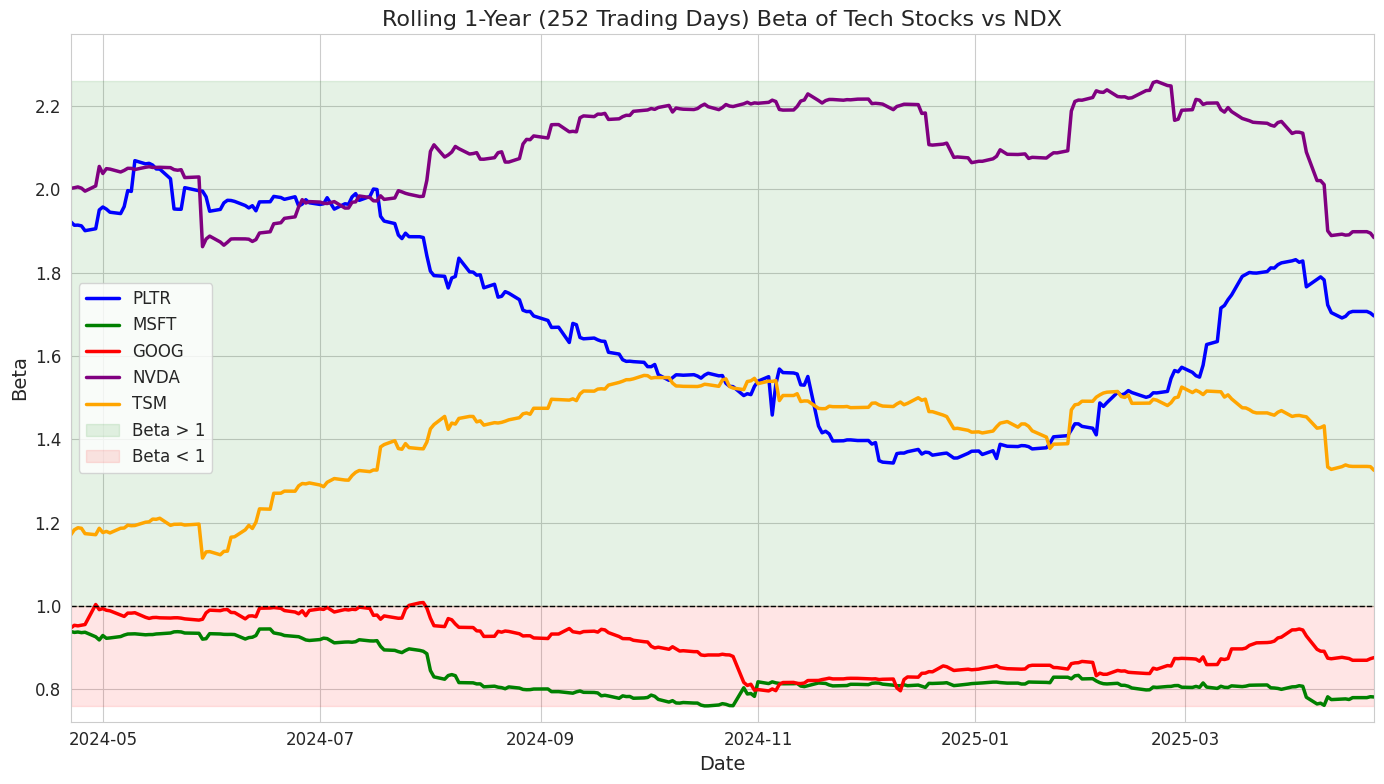 Rolling 1-Year (252 Trading Days) Beta of Tech Stocks vs NDX
Beta
2.2
2.0
1.8
1.6
1.4
1.2
1.0
0.8
PLTR
MSFT
GOOG
NVDA
TSM
Beta > 1
Beta < 1
2024-05 2024-07 2024-09 2024-11 2025-01 2025-03
Date